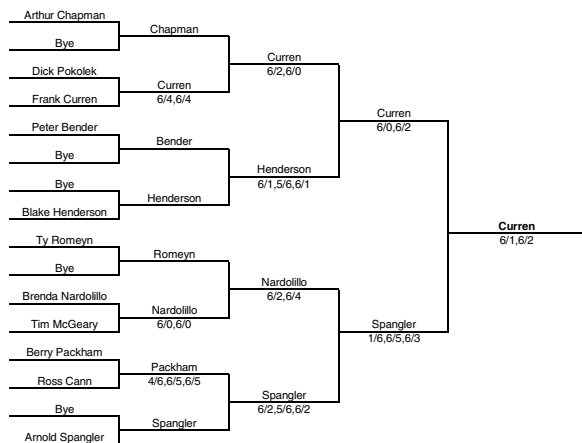 Arthur Chapman
Bye
Dick Pokolek
Frank Curren
Peter Bender
Bye
Bye
Blake Henderson
Ty Romeyn
Bye
Brenda Nardolillo
Tim McGeary
Berry Packham
Ross Cann
Bye
Arnold Spangler
Chapman
Curren
6/4,6/4
Bender
Henderson
Romeyn
Nardolillo
6/0,6/0
Packham
4/6,6/5,6/5
Spangler
Curren
6/2,6/0
Henderson
6/1,5/6,6/1
Nardolillo
6/2,6/4
Spangler
6/2,5/6,6/2
Curren
6/0,6/2
Spangler
1/6,6/5,6/3
Curren
6/1,6/2